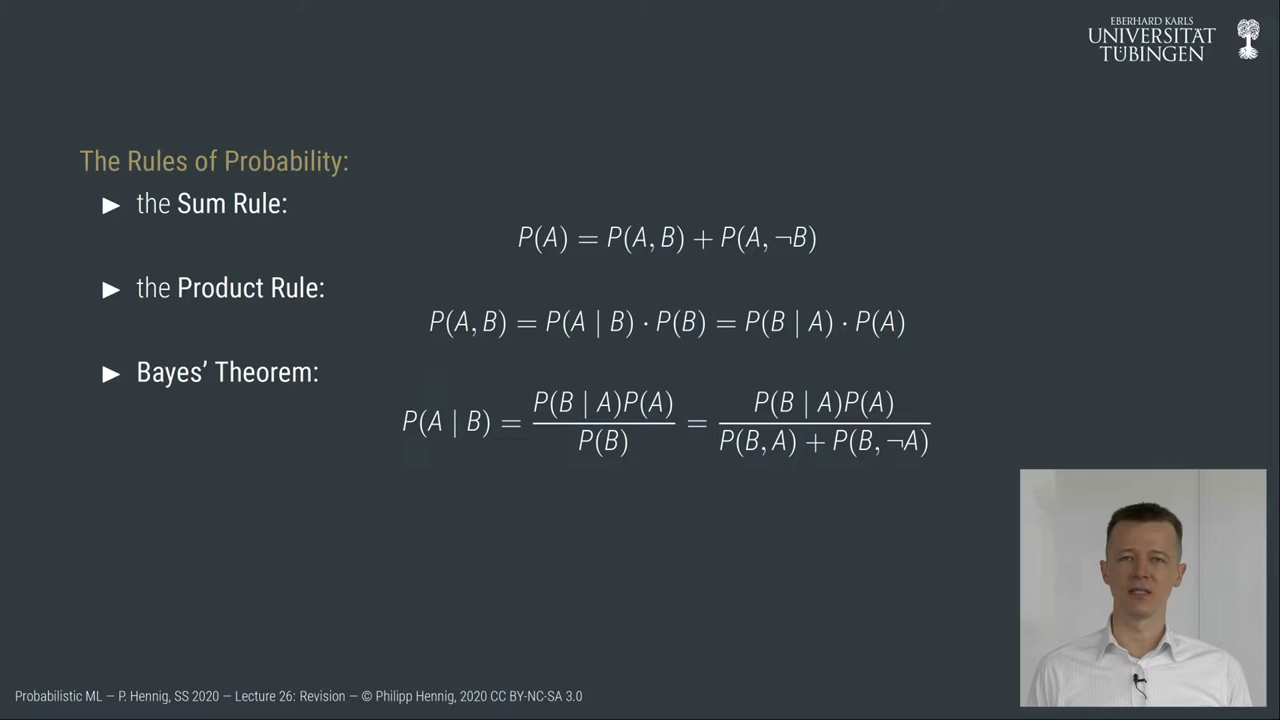 EBERHARD KARLS
UNIVERSITÄT
TÜBINGEN
The Rules of Probability:
▶ the Sum Rule:
P(A) = P(A, B) + P(A, ¬B)
▶ the Product Rule:
P(A, B) = P(A | B) · P(B) = P(B | A) · P(A)
▶ Bayes’ Theorem:
P(A | B) = P(B | A)P(A) / P(B) = P(B | A)P(A) / P(B, A) + P(B, ¬A)
Probabilistic ML — P. Hennig, SS 2020 — Lecture 26: Revision — © Philipp Hennig, 2020 CC BY-NC-SA 3.0